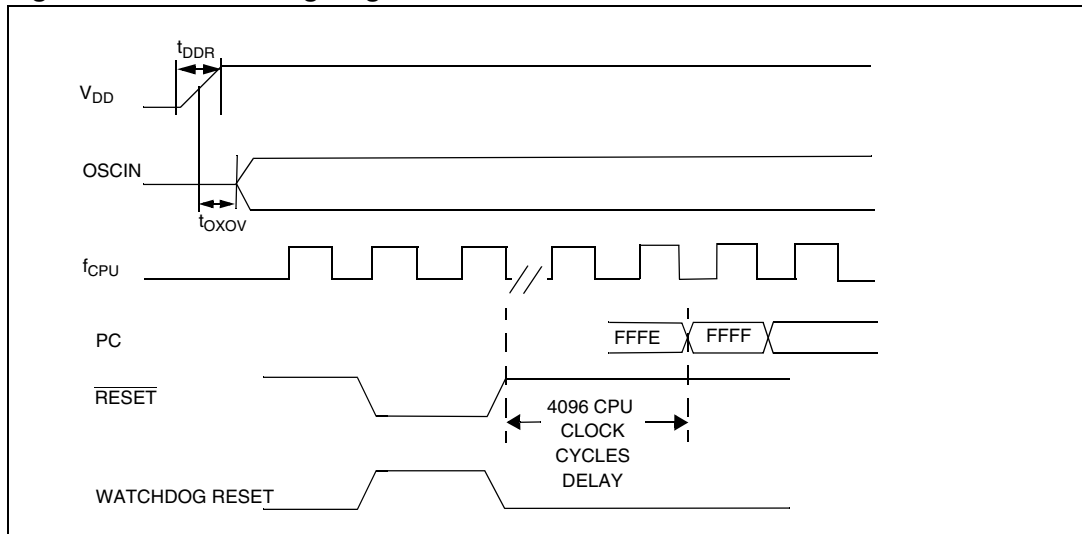 tDDR
VDD
OSCIN
tOXOV
fCPU
PC
FFFE
FFFF
RESET
4096 CPU
CLOCK
CYCLES
DELAY
WATCHDOG RESET